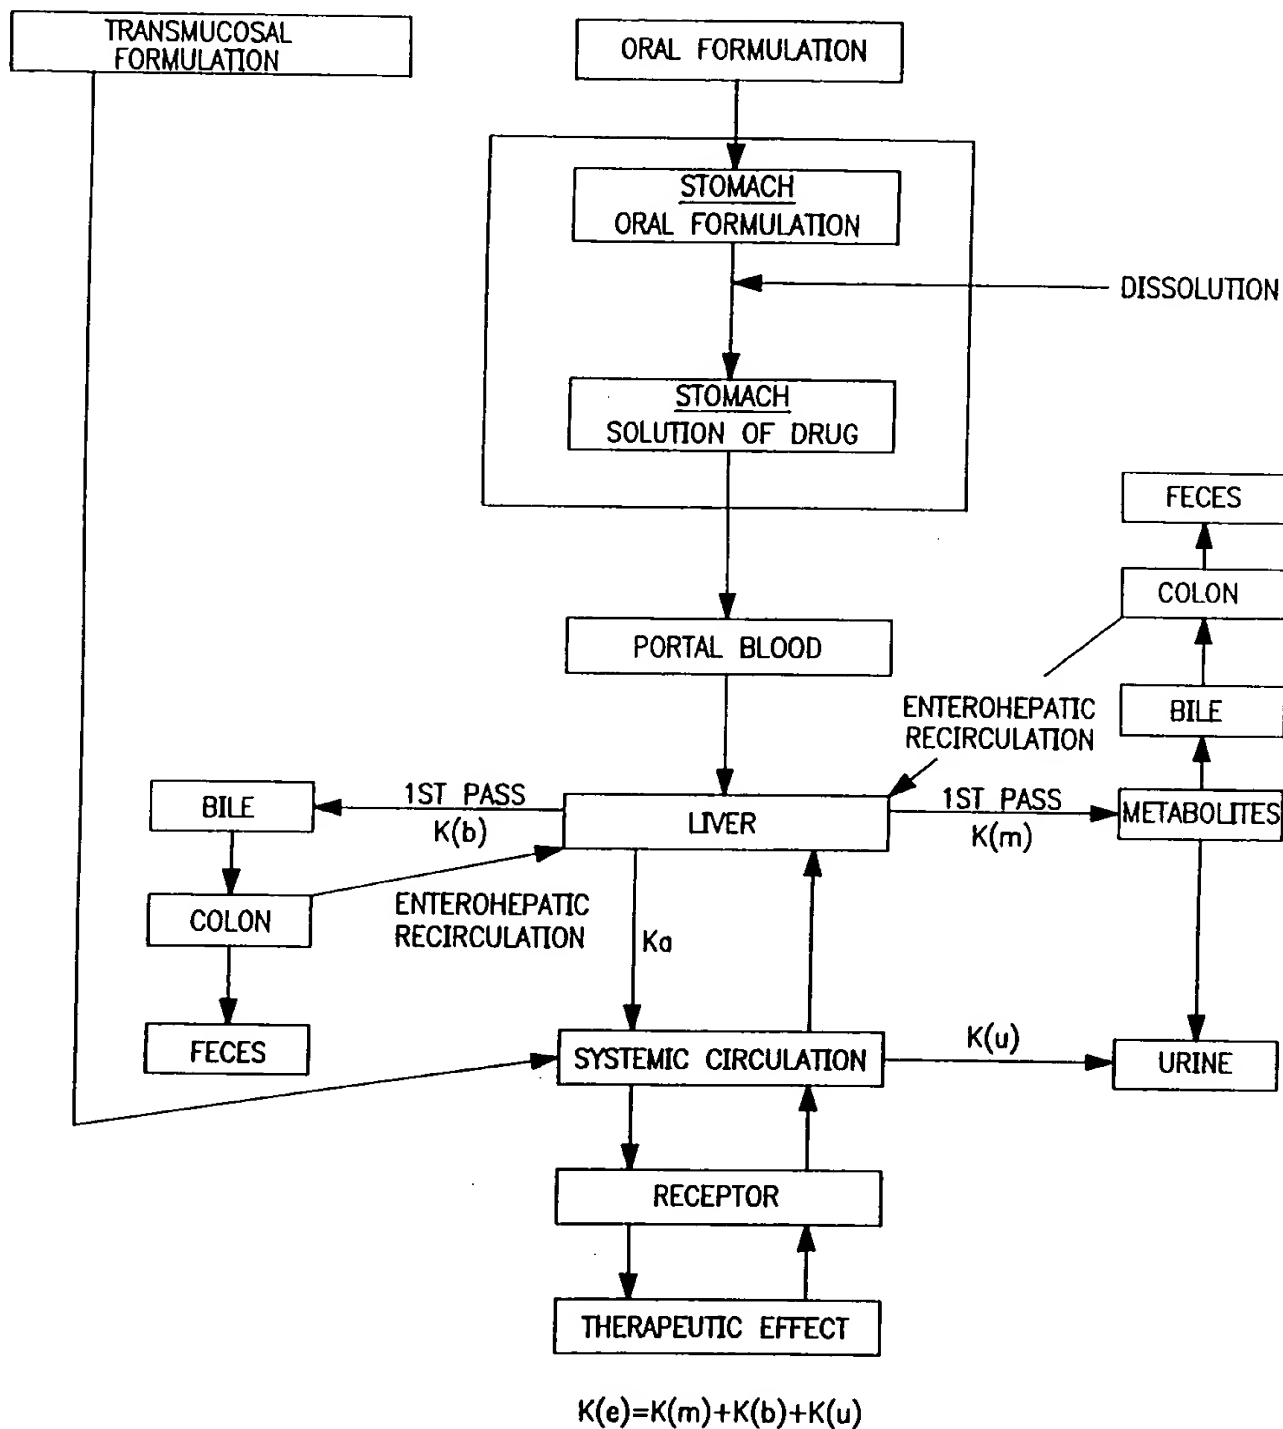 TRANSMUCOSAL
FORMULATION
ORAL FORMULATION
STOMACH
ORAL FORMULATION
DISSOLUTION
STOMACH
SOLUTION OF DRUG
FECES
COLON
PORTAL BLOOD
ENTEROHEPATIC
RECIRCULATION
BILE
BILE
1ST PASS
K(b)
LIVER
1ST PASS
K(m)
METABOLITES
COLON
ENTEROHEPATIC
RECIRCULATION
Ka
FECES
SYSTEMIC CIRCULATION
K(u)
URINE
RECEPTOR
THERAPEUTIC EFFECT
K(e)=K(m)+K(b)+K(u)